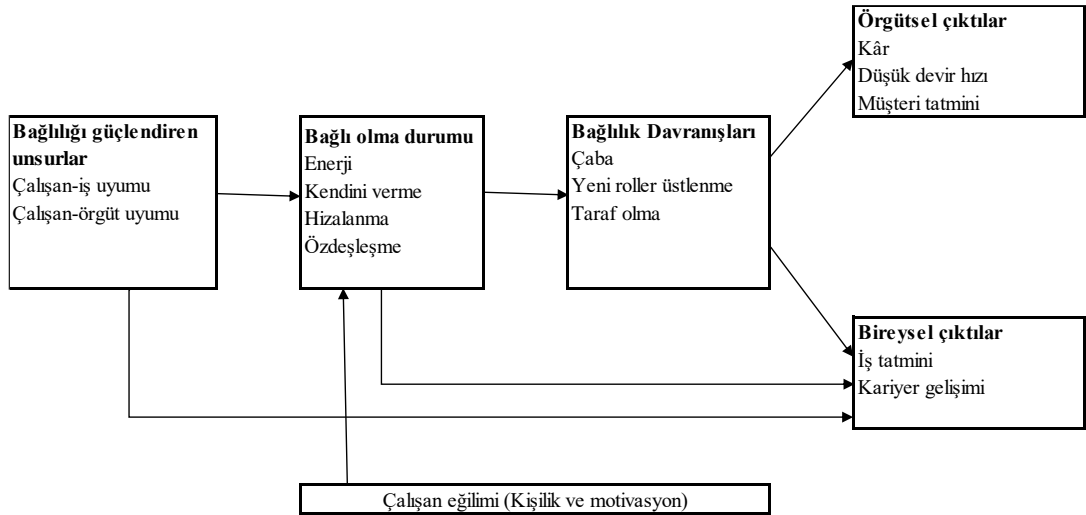 Örgütsel çıktılar
Kâr
Düşük devir hızı
Müşteri tatmini
Bağlılığı güçlendiren
unsurlar
Çalışan-iş uyumu
Çalışan-örgüt uyumu
Bağlı olma durumu
Enerji
Kendini verme
Hizalanma
Özdeşleşme
Bağlılık Davranışları
Çaba
Yeni roller üstlenme
Taraf olma
Bireysel çıktılar
İş tatmini
Kariyer gelişimi
Çalışan eğilimi (Kişilik ve motivasyon)